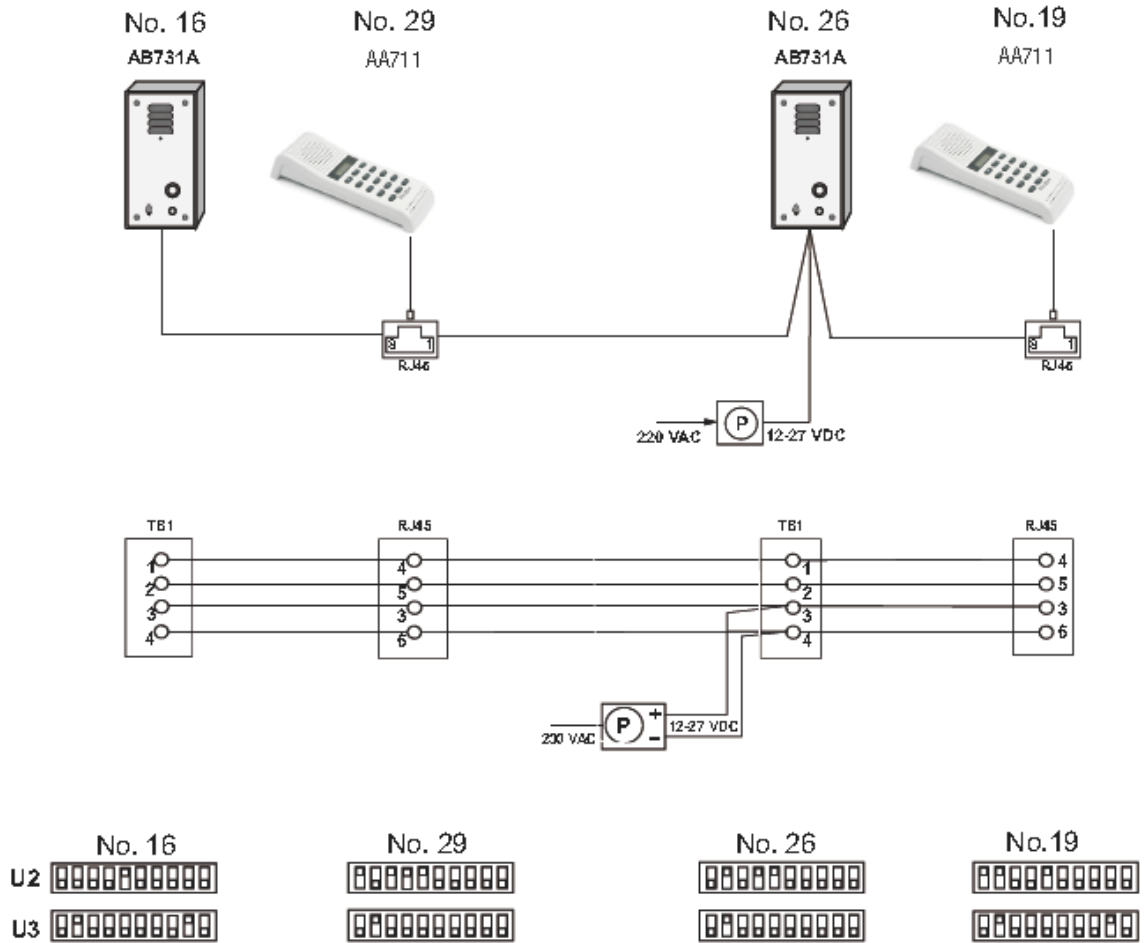 No. 16 No. 29 No. 26 No.19
AB731A AA711 AB731A AA711
8 1 8 1
RJ45 RJ45
220 VAC P 12-27 VDC
TB1 RJ45 TB1 RJ45
1 4 1 4
2 5 2 5
3 3 3 3
4 6 4 6
230 VAC P + - 12-27 VDC
No. 16 No. 29 No. 26 No.19
U2
U3